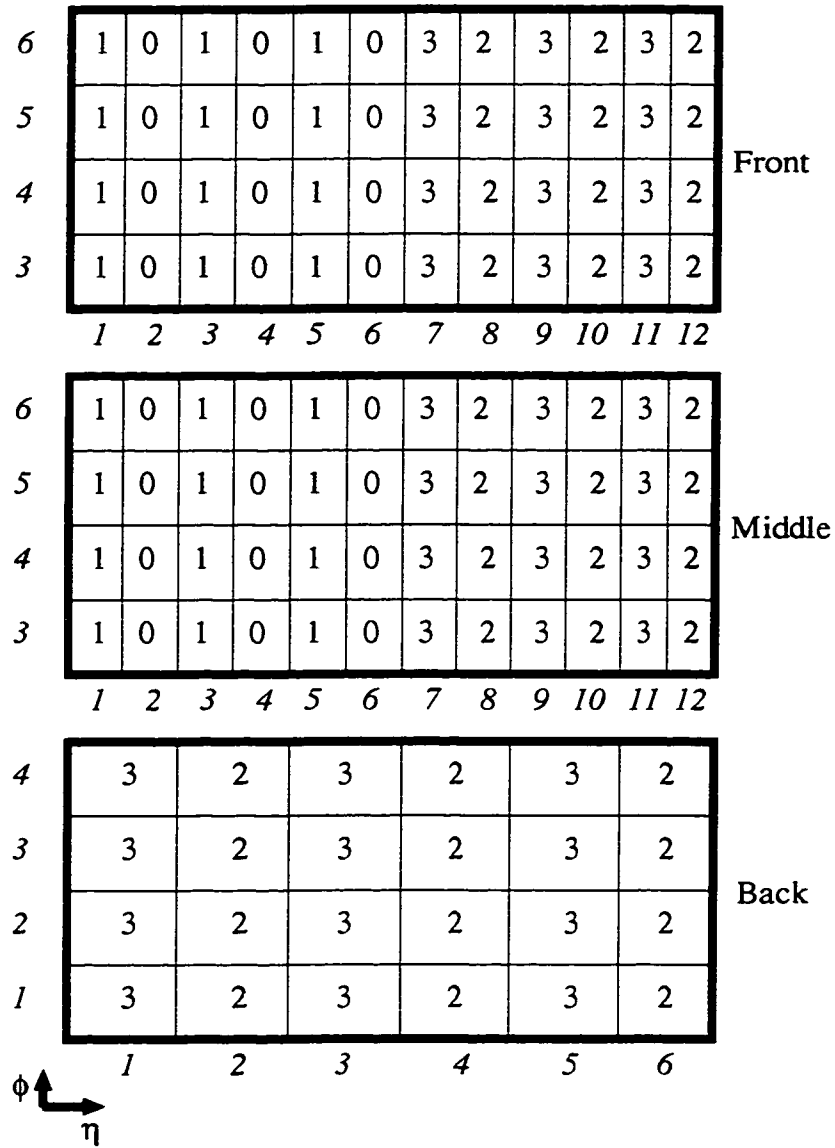 6 1 0 1 0 1 0 3 2 3 2 3 2
5 1 0 1 0 1 0 3 2 3 2 3 2
Front
4 1 0 1 0 1 0 3 2 3 2 3 2
3 1 0 1 0 1 0 3 2 3 2 3 2
1 2 3 4 5 6 7 8 9 10 11 12
6 1 0 1 0 1 0 3 2 3 2 3 2
5 1 0 1 0 1 0 3 2 3 2 3 2
Middle
4 1 0 1 0 1 0 3 2 3 2 3 2
3 1 0 1 0 1 0 3 2 3 2 3 2
1 2 3 4 5 6 7 8 9 10 11 12
4 3 2 3 2 3 2
3 3 2 3 2 3 2
Back
2 3 2 3 2 3 2
1 3 2 3 2 3 2
1 2 3 4 5 6
ϕ
η